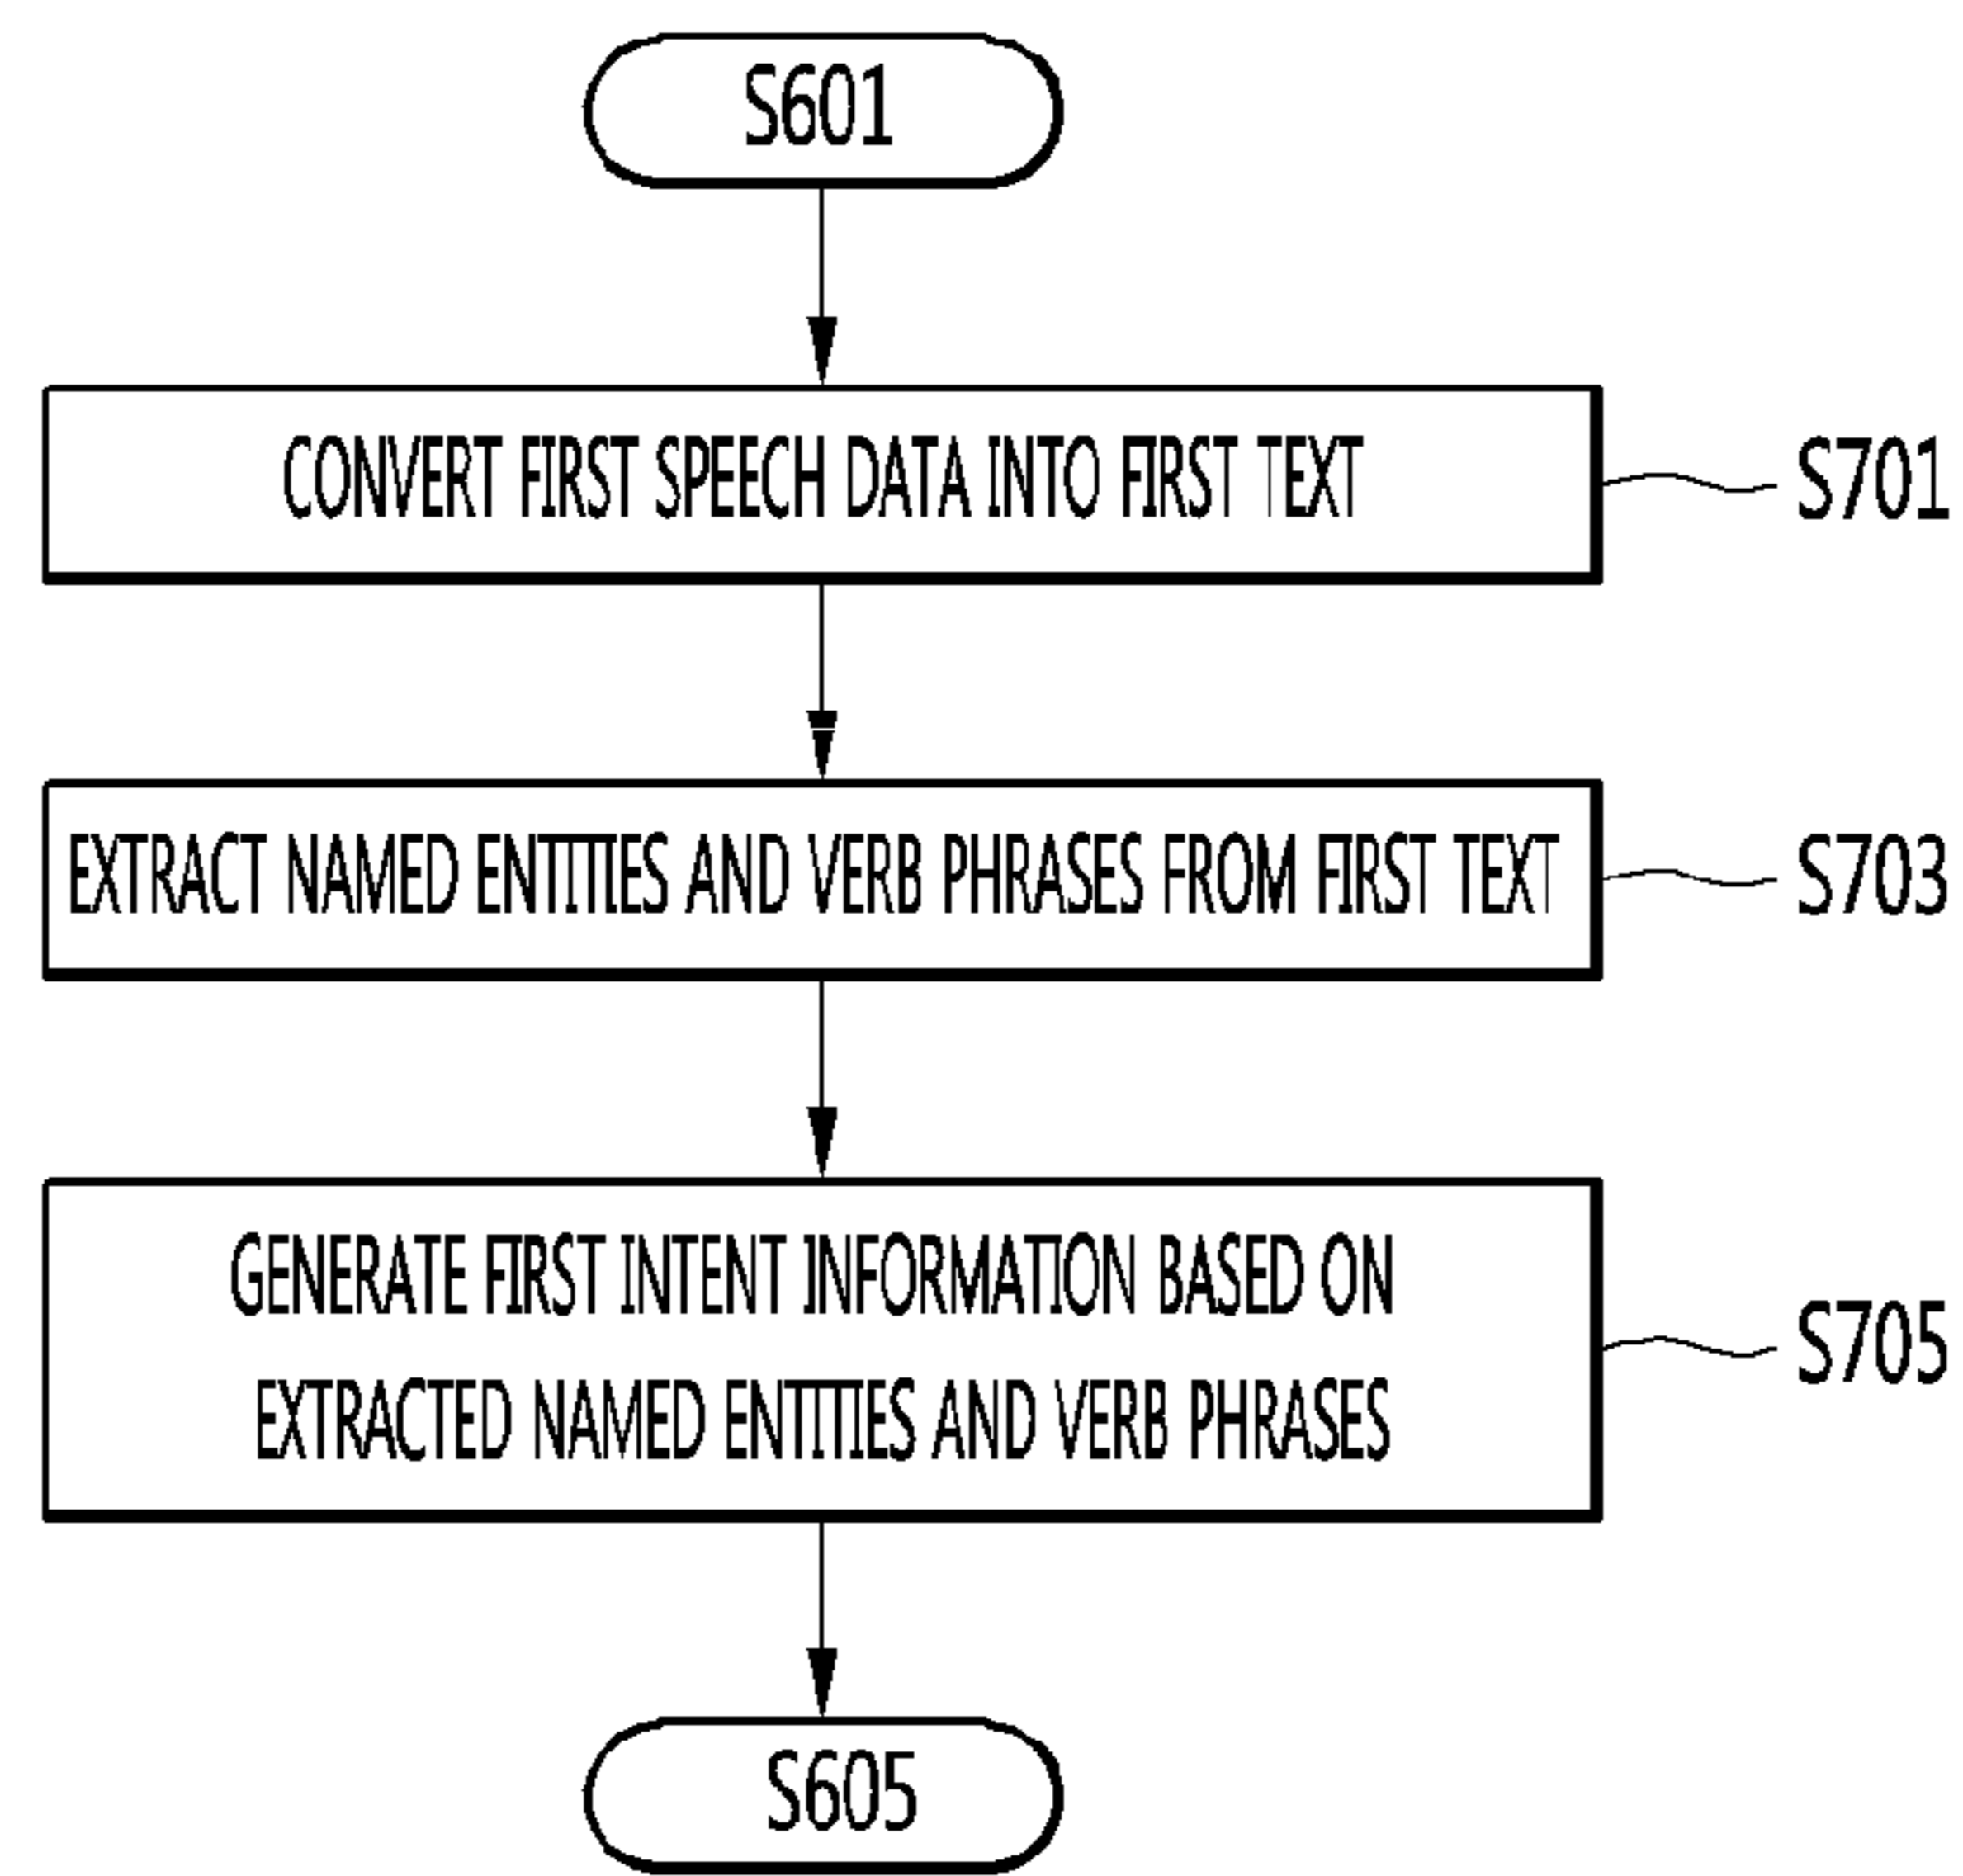 S601
CONVERT FIRST SPEECH DATA INTO FIRST TEXT
S701
EXTRACT NAMED ENTITIES AND VERB PHRASES FROM FIRST TEXT
S703
GENERATE FIRST INTENT INFORMATION BASED ON
EXTRACTED NAMED ENTITIES AND VERB PHRASES
S705
S605